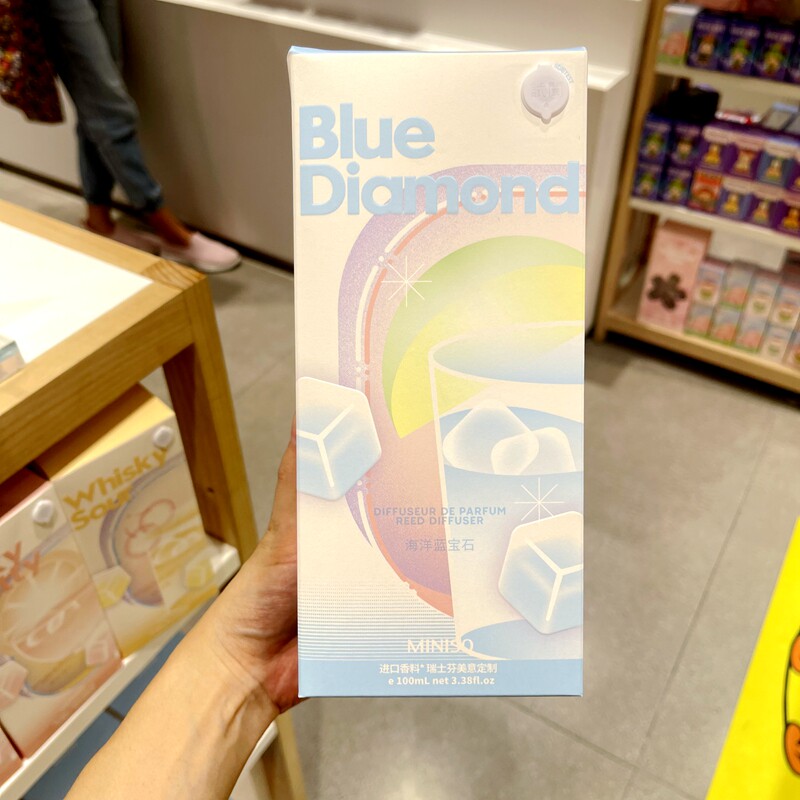 Blue
Diamond
DIFFUSEUR DE PARFUM
REED DIFFUSER
海洋蓝宝石
MINISO
进口香料* 瑞士芬美意定制
e 100mL net 3.38fl.oz
Whisky
Sour